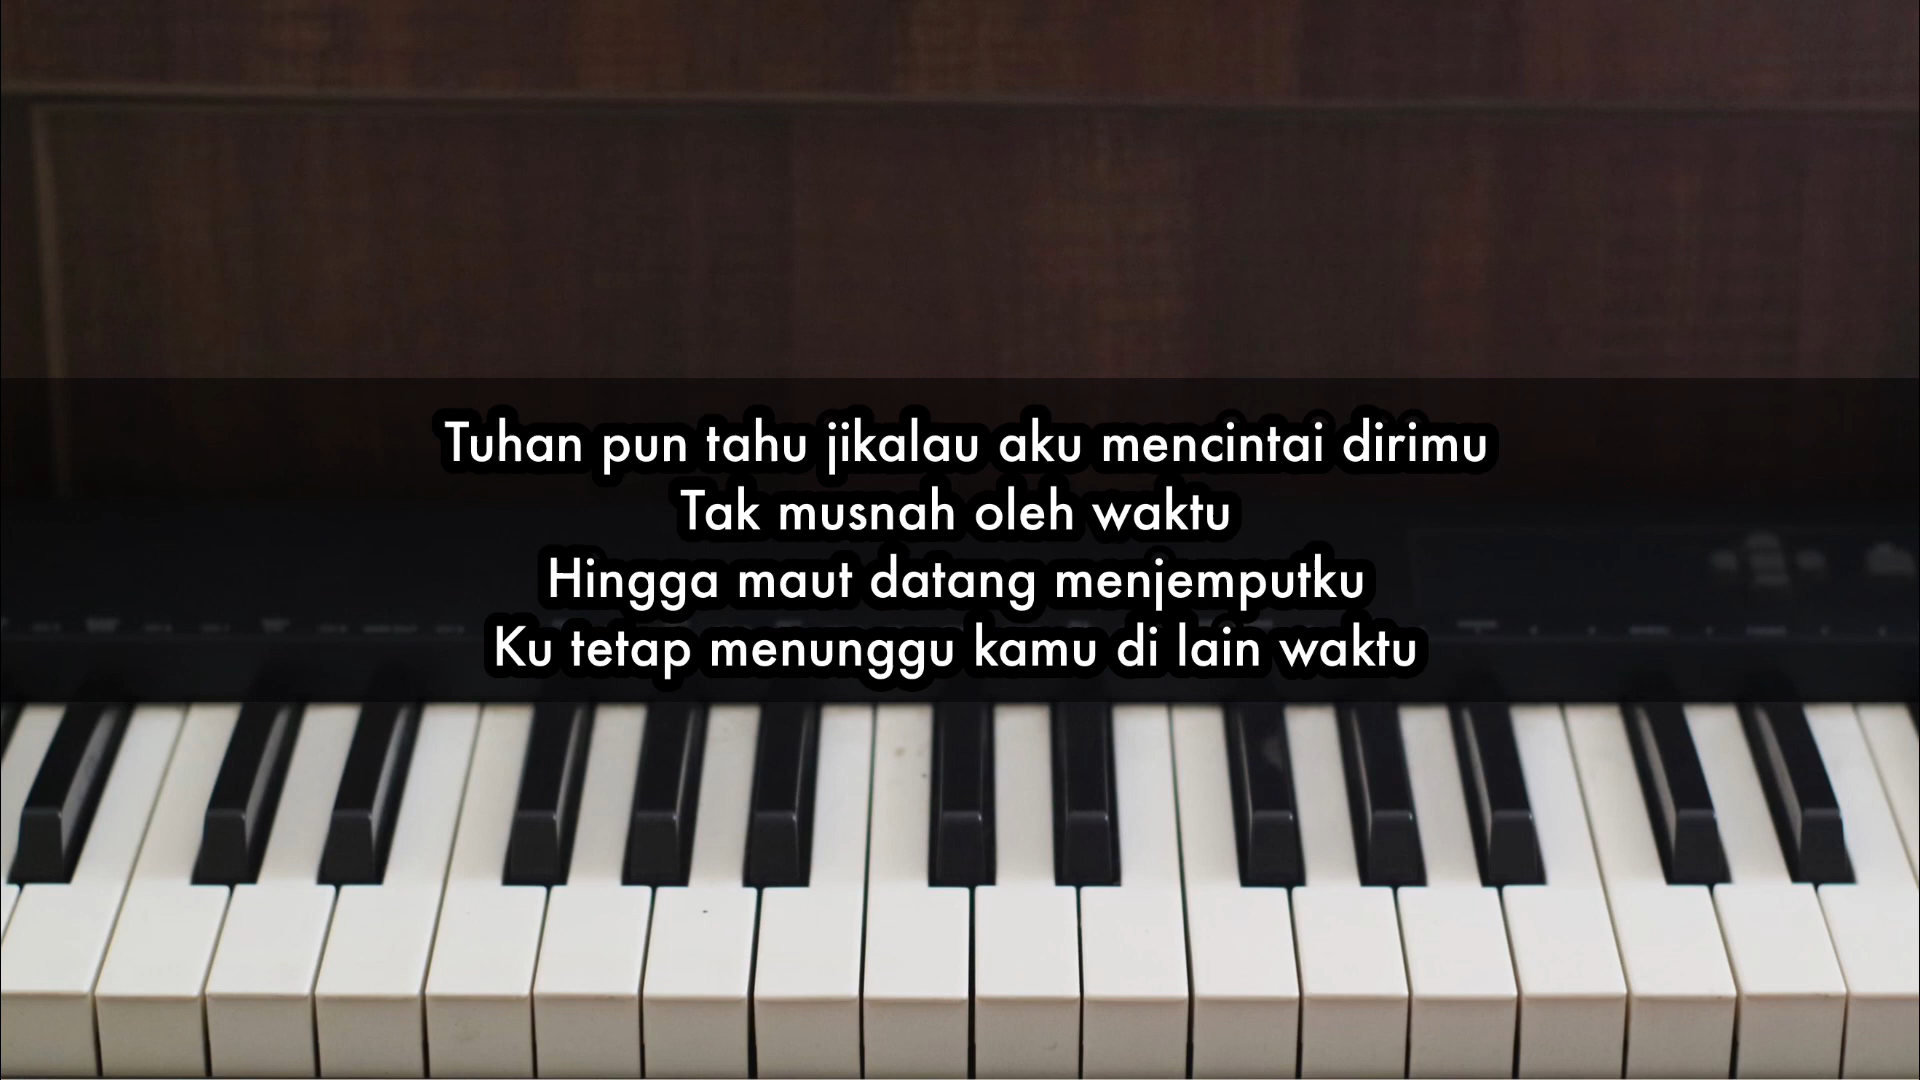 Tuhan pun tahu jikalau aku mencintai dirimu
Tak musnah oleh waktu
Hingga maut datang menjemputku
Ku tetap menunggu kamu di lain waktu